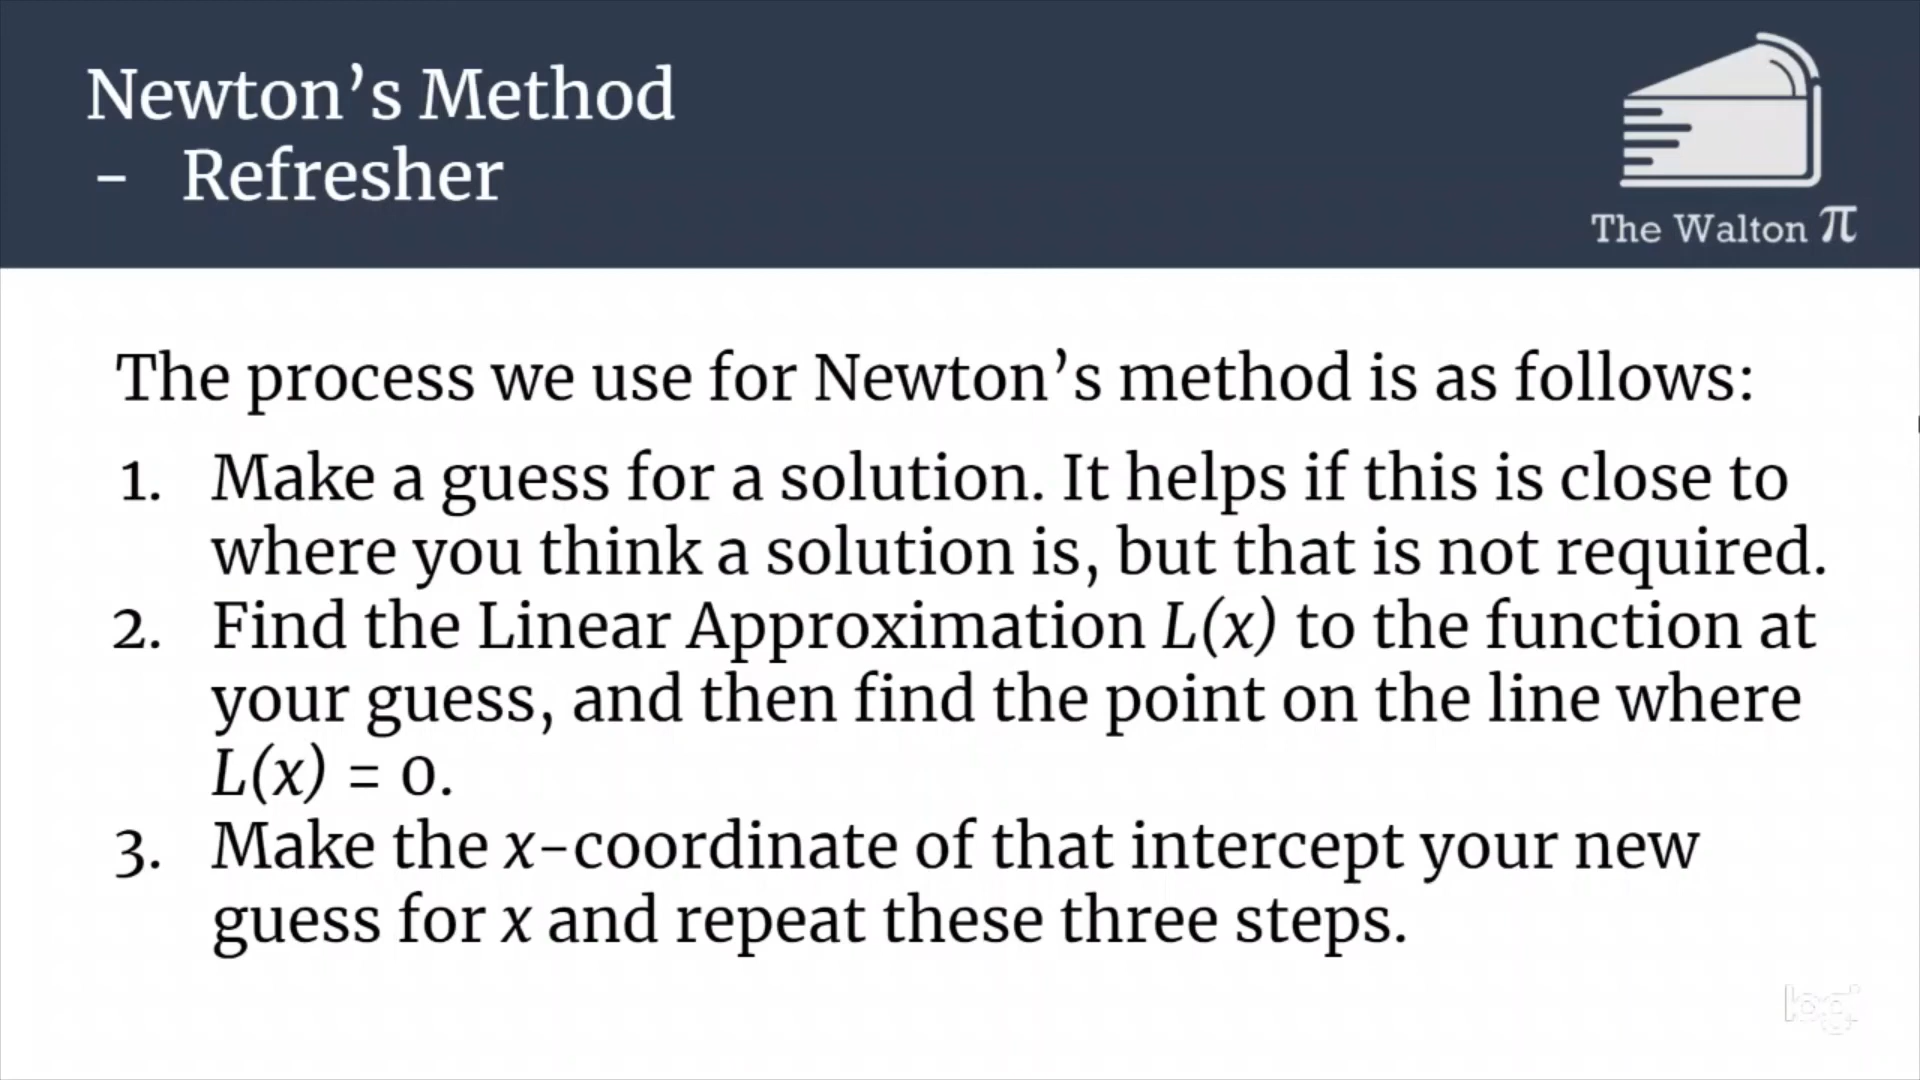 Newton’s Method
- Refresher
The Walton π
The process we use for Newton’s method is as follows:
1. Make a guess for a solution. It helps if this is close to
where you think a solution is, but that is not required.
2. Find the Linear Approximation L(x) to the function at
your guess, and then find the point on the line where
L(x) = 0.
3. Make the x-coordinate of that intercept your new
guess for x and repeat these three steps.
logi